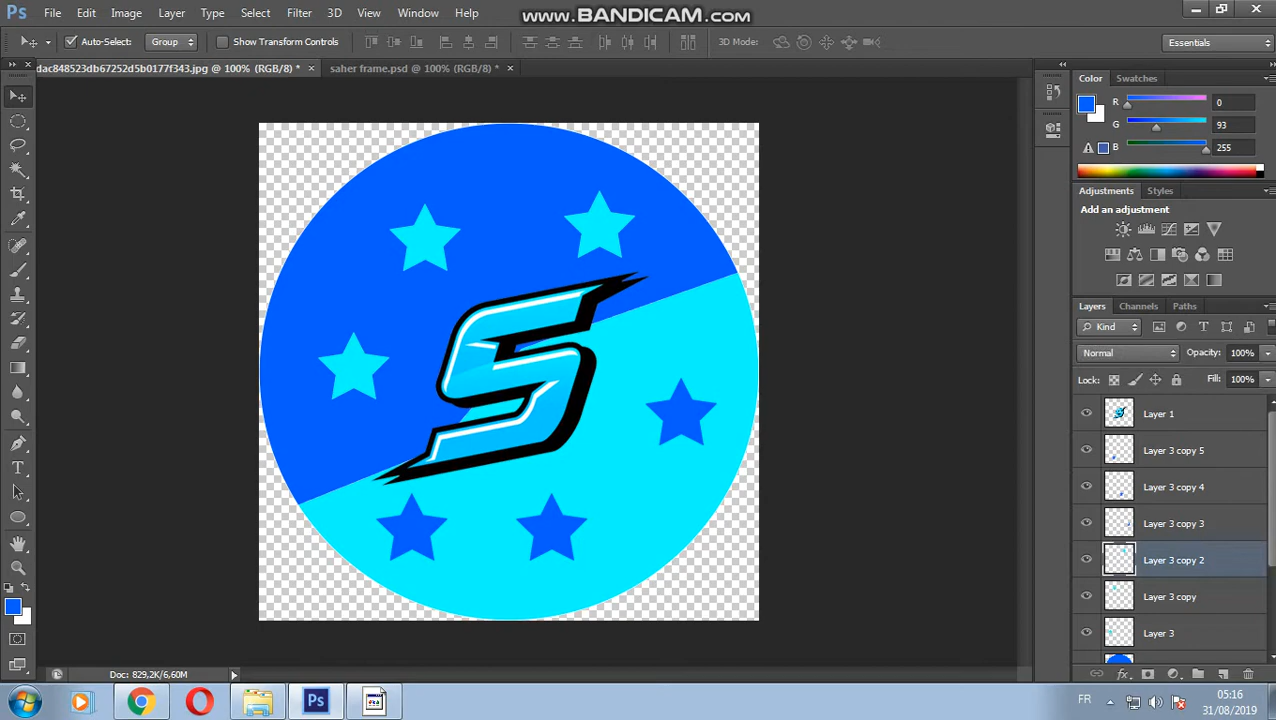 www.BANDICAM.com
Ps File Edit Image Layer Type Select Filter 3D View Window Help
Auto-Select: Group Show Transform Controls 3D Mode: Essentials
dac848523db67252d5b0177f343.jpg @ 100% (RGB/8) * × saher frame.psd @ 100% (RGB/8) * ×
Color Swatches
R 0
G 93
B 255
Adjustments Styles
Add an adjustment
Layers Channels Paths
Kind
Normal Opacity: 100%
Lock: Fill: 100%
Layer 1
Layer 3 copy 5
Layer 3 copy 4
Layer 3 copy 3
Layer 3 copy 2
Layer 3 copy
Layer 3
S
T
Doc: 829,2K/6,60M
Ps FR 05:16
31/08/2019